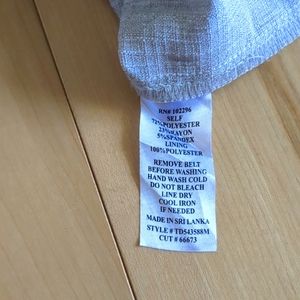 RN# 102296
SELF
72%POLYESTER
23%RAYON
5%SPANDEX
LINING
100%POLYESTER
REMOVE BELT
BEFORE WASHING
HAND WASH COLD
DO NOT BLEACH
LINE DRY
COOL IRON
IF NEEDED
MADE IN SRI LANKA
STYLE # TD543588M
CUT # 66673